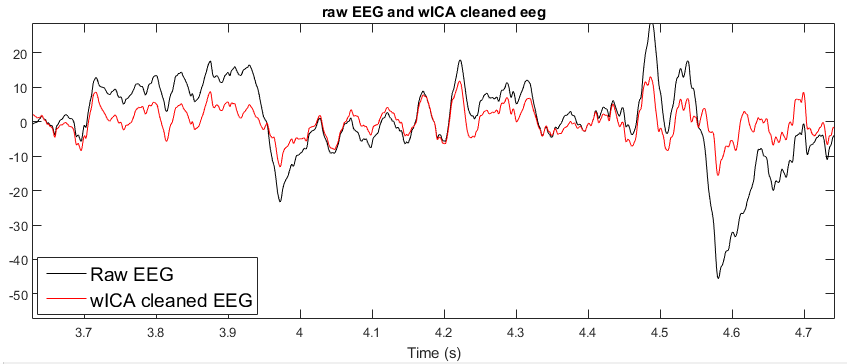 raw EEG and wICA cleaned eeg
20
10
0
-10
-20
-30
-40
-50
Raw EEG
wICA cleaned EEG
3.7 3.8 3.9 4 4.1 4.2 4.3 4.4 4.5 4.6 4.7
Time (s)